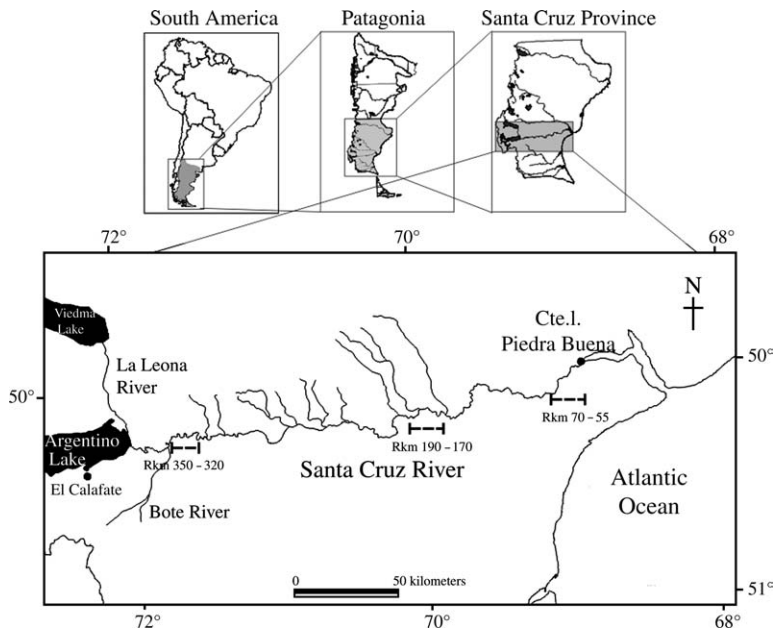 South America
Patagonia
Santa Cruz Province
72°
70°
68°
Viedma
Lake
La Leona
River
N
Cte.l.
Piedra Buena
50°
50°
Argentino
Lake
El Calafate
Rkm 350 – 320
Rkm 190 – 170
Rkm 70 – 55
Santa Cruz River
Bote River
Atlantic
Ocean
0
50 kilometers
51°
72°
70°
68°